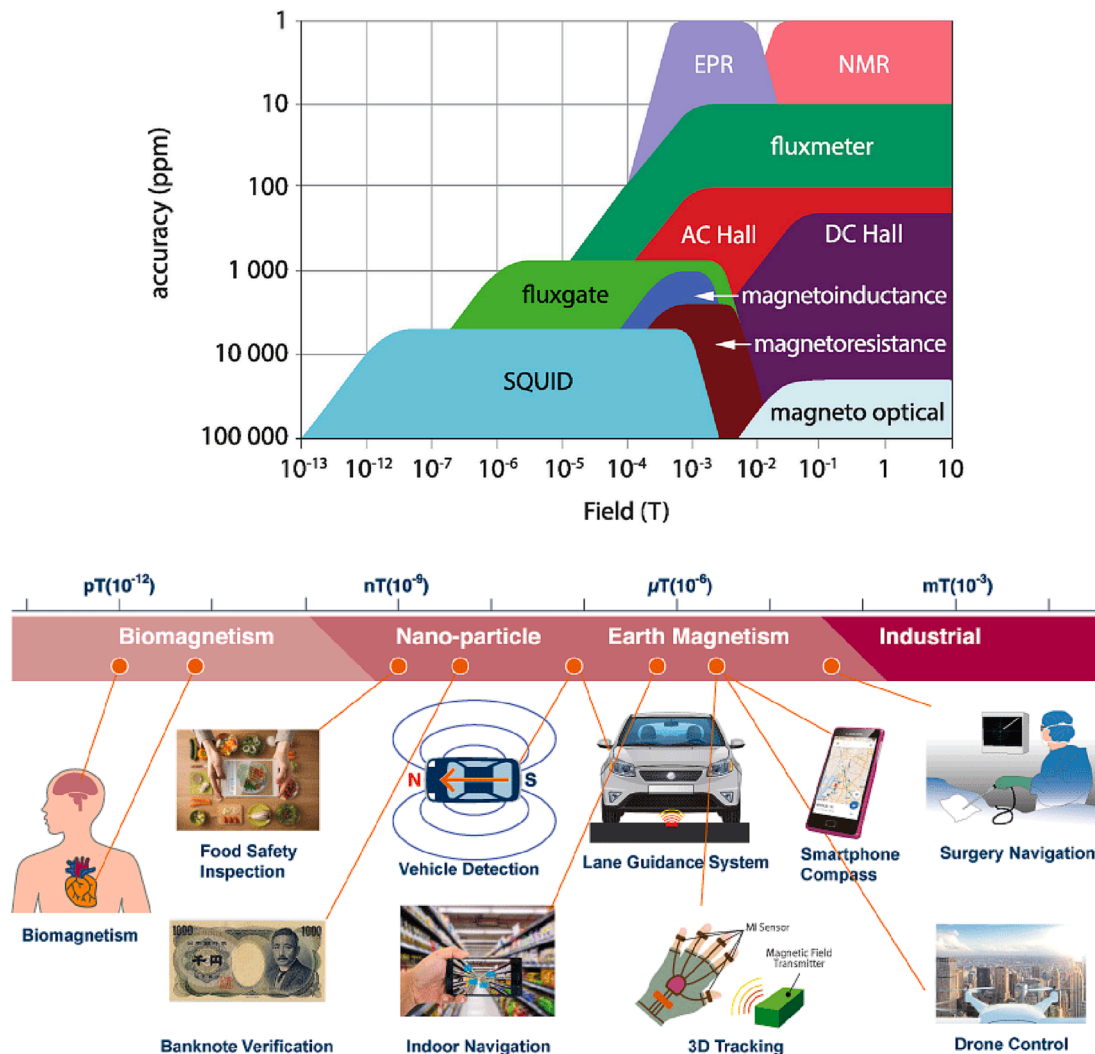 1
10
100
1 000
10 000
100 000
accuracy (ppm)
EPR
NMR
fluxmeter
AC Hall
DC Hall
fluxgate
magnetoinductance
magnetoresistance
SQUID
magneto optical
10⁻¹³ 10⁻¹² 10⁻⁷ 10⁻⁶ 10⁻⁵ 10⁻⁴ 10⁻³ 10⁻² 10⁻¹ 1 10
Field (T)
pT(10⁻¹²) nT(10⁻⁹) µT(10⁻⁶) mT(10⁻³)
Biomagnetism Nano-particle Earth Magnetism Industrial
N S
Food Safety
Inspection
Vehicle Detection
Lane Guidance System
Smartphone
Compass
Surgery Navigation
Biomagnetism
1000 1000
千円
MI Sensor
Magnetic Field
Transmitter
Banknote Verification
Indoor Navigation
3D Tracking
Drone Control